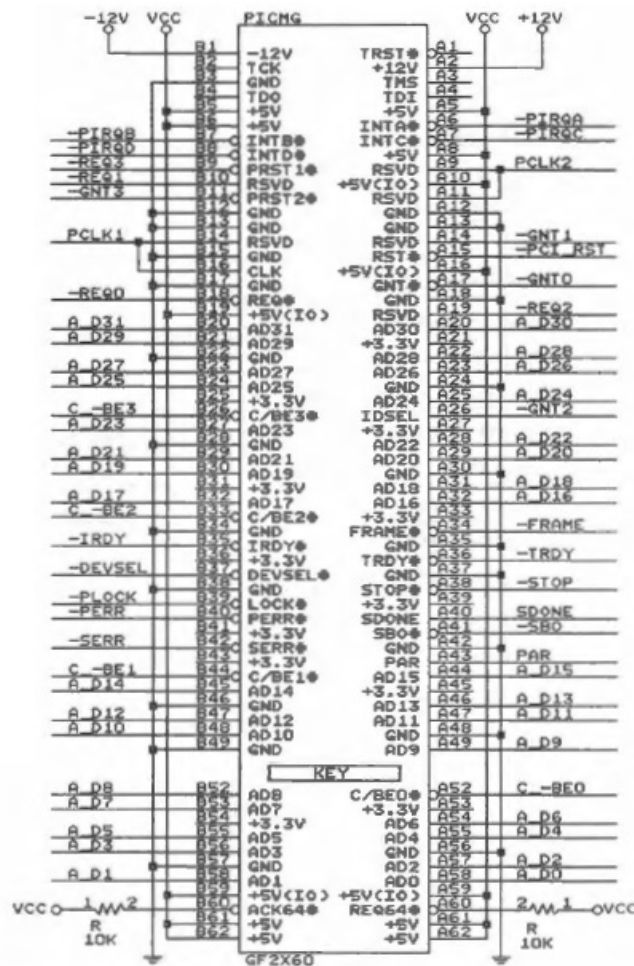 -12V VCC PICMG VCC +12V
B1 -12V TRST* A1
B2 TCK +12V A2
B3 GND TMS A3
B4 TDO TDI A4
B5 +5V +5V A5
B6 +5V INTA* A6 -PIRQA
-PIRQB B7 INTB* INTC* A7 -PIRQC
-PIRQD B8 INTD* +5V A8
-REQ3 B9 PRST1* RSVD A9 PCLK2
-REQ1 B10 RSVD +5V(IO) A10
-GNT3 B11 PRST2* RSVD A11
B12 GND GND A12
B13 GND GND A13
PCLK1 B14 RSVD RSVD A14 -GNT1
B15 GND RST* A15 -PCI_RST
B16 CLK +5V(IO) A16
B17 GND GNT* A17 -GNT0
-REQ0 B18 REQ* GND A18
B19 +5V(IO) RSVD A19 -REQ2
A_D31 B20 AD31 AD30 A20 A_D30
A_D29 B21 AD29 +3.3V A21
B22 GND AD28 A22 A_D28
A_D27 B23 AD27 AD26 A23 A_D26
A_D25 B24 AD25 GND A24
B25 +3.3V AD24 A25 A_D24
C_-BE3 B26 C/BE3* IDSEL A26 -GNT2
A_D23 B27 AD23 +3.3V A27
B28 GND AD22 A28 A_D22
A_D21 B29 AD21 AD20 A29 A_D20
A_D19 B30 AD19 GND A30
B31 +3.3V AD18 A31 A_D18
A_D17 B32 AD17 AD16 A32 A_D16
C_-BE2 B33 C/BE2* +3.3V A33
B34 GND FRAME* A34 -FRAME
-IRDY B35 IRDY* GND A35
B36 +3.3V TRDY* A36 -TRDY
-DEVSEL B37 DEVSEL* GND A37
B38 GND STOP* A38 -STOP
-PLOCK B39 LOCK* +3.3V A39
-PERR B40 PERR* SDONE A40 SDONE
B41 +3.3V SBO* A41 -SBO
-SERR B42 SERR* GND A42
B43 +3.3V PAR A43 PAR
C_-BE1 B44 C/BE1* AD15 A44 A_D15
A_D14 B45 AD14 +3.3V A45
B46 GND AD13 A46 A_D13
A_D12 B47 AD12 AD11 A47 A_D11
A_D10 B48 AD10 GND A48
B49 GND AD9 A49 A_D9
KEY
A_D8 B52 AD8 C/BE0* A52 C_-BE0
A_D7 B53 AD7 +3.3V A53
B54 +3.3V AD6 A54 A_D6
A_D5 B55 AD5 AD4 A55 A_D4
A_D3 B56 AD3 GND A56
B57 GND AD2 A57 A_D2
A_D1 B58 AD1 AD0 A58 A_D0
B59 +5V(IO) +5V(IO) A59
VCC 1 2 B60 ACK64* REQ64* A60 2 1 VCC
R B61 +5V +5V A61 R
10K B62 +5V +5V A62 10K
GF2X60